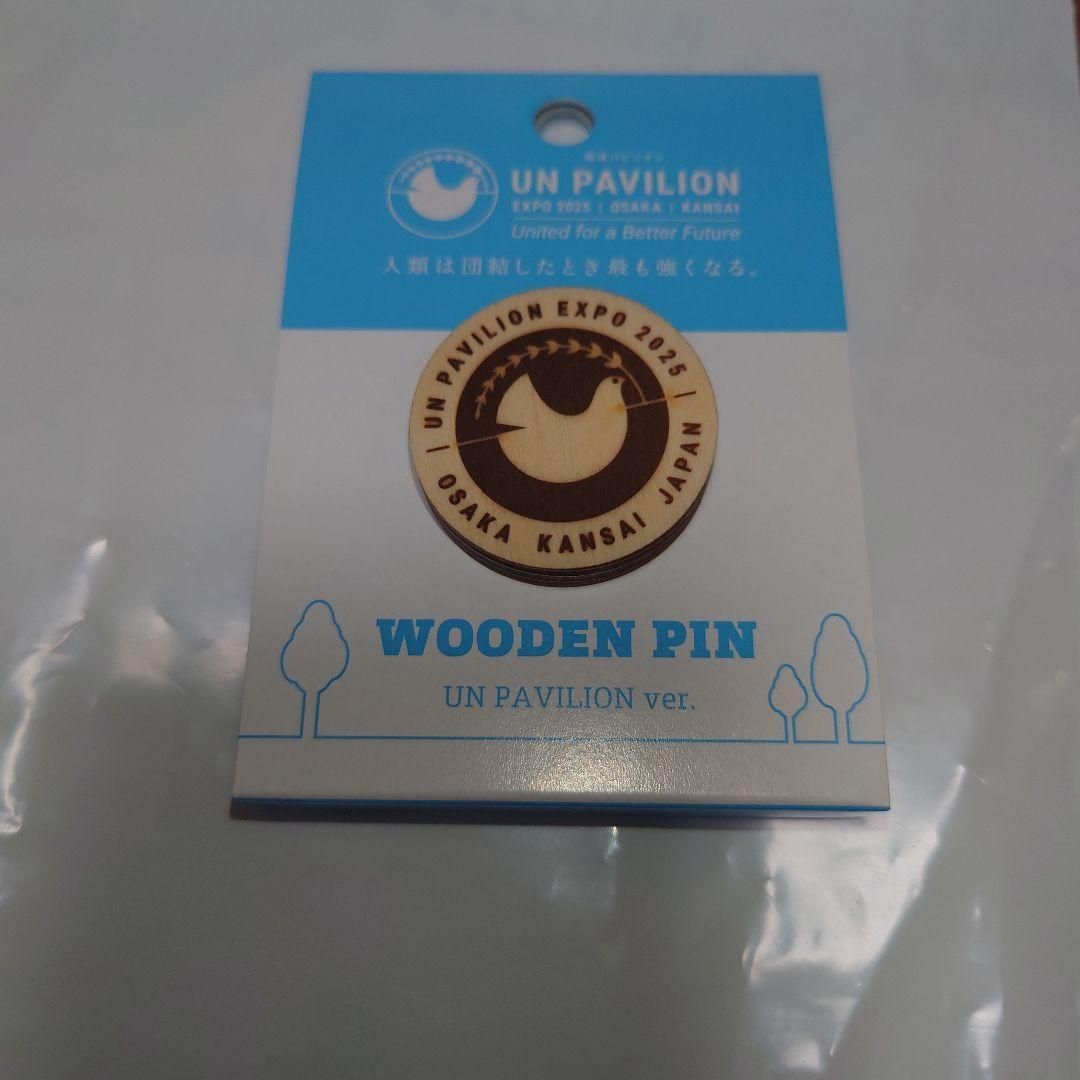 国連パビリオン
UN PAVILION
EXPO 2025 | OSAKA | KANSAI
United for a Better Future
人類は団結したとき最も強くなる。
| UN PAVILION EXPO 2025 |
OSAKA KANSAI JAPAN
WOODEN PIN
UN PAVILION ver.